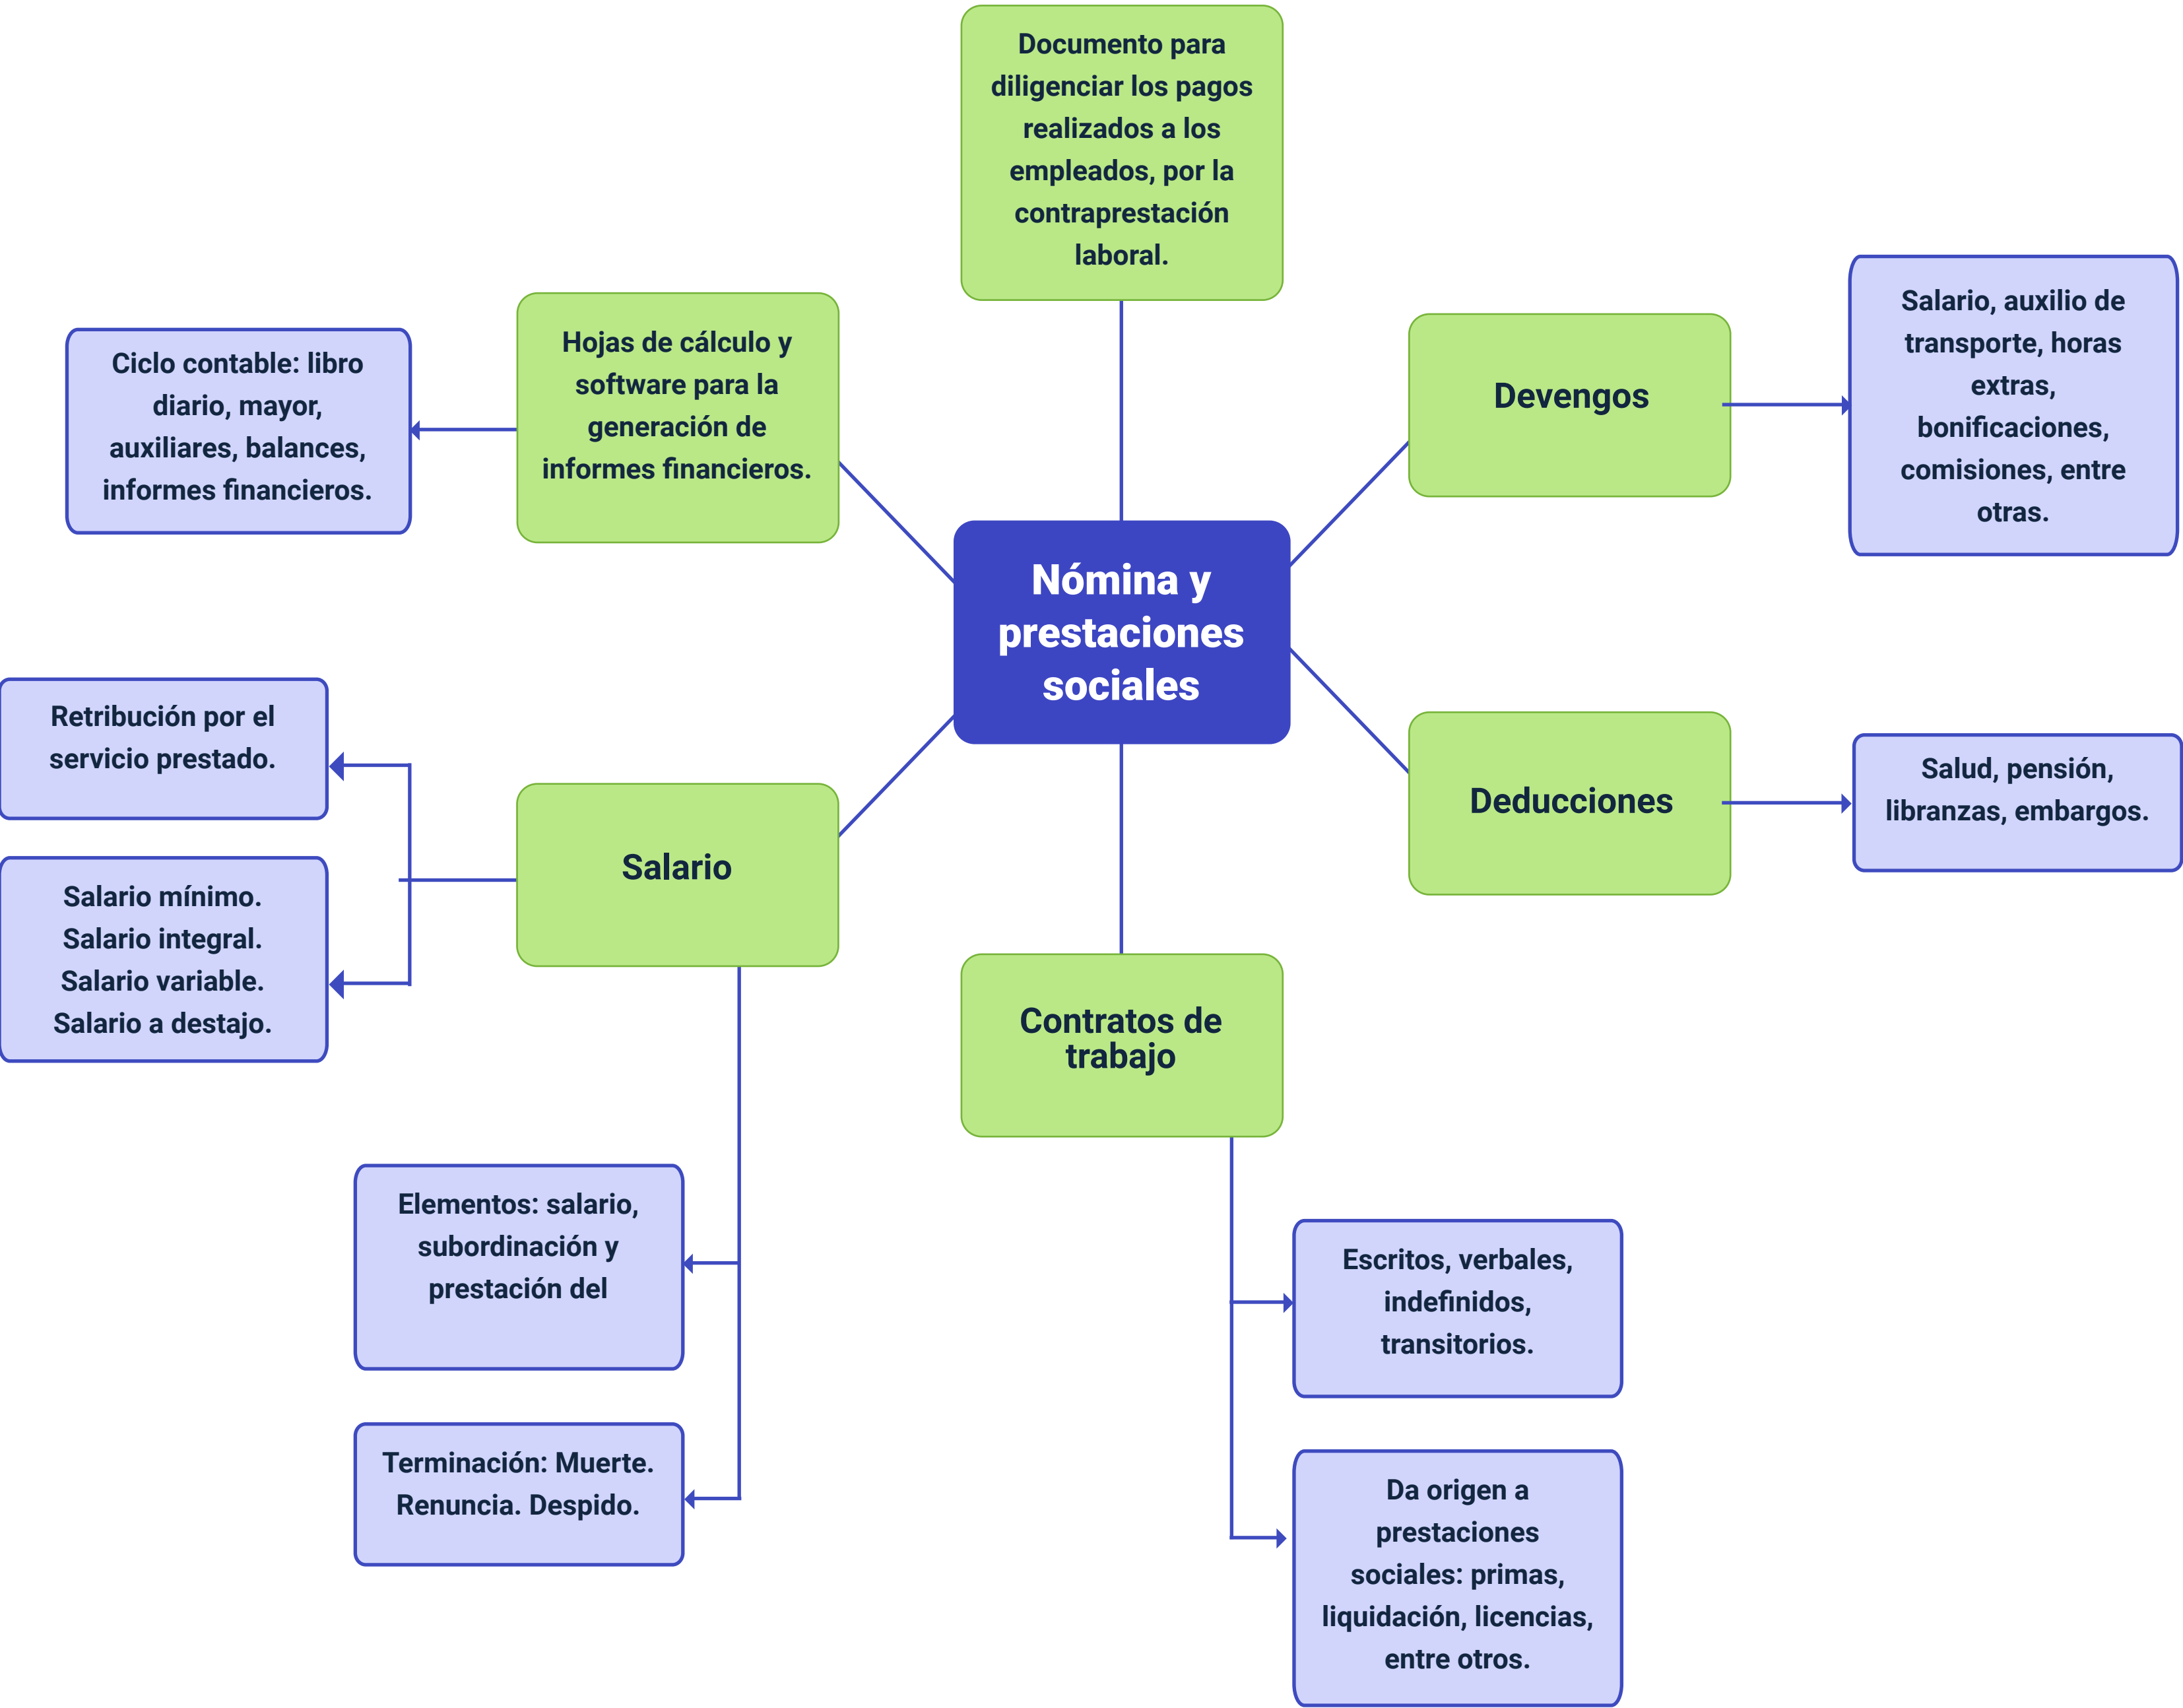 Documento para
diligenciar los pagos
realizados a los
empleados, por la
contraprestación
laboral.
Hojas de cálculo y
software para la
generación de
informes financieros.
Ciclo contable: libro
diario, mayor,
auxiliares, balances,
informes financieros.
Devengos
Salario, auxilio de
transporte, horas
extras,
bonificaciones,
comisiones, entre
otras.
Nómina y
prestaciones
sociales
Retribución por el
servicio prestado.
Salario mínimo.
Salario integral.
Salario variable.
Salario a destajo.
Salario
Deducciones
Salud, pensión,
libranzas, embargos.
Contratos de
trabajo
Elementos: salario,
subordinación y
prestación del
Terminación: Muerte.
Renuncia. Despido.
Escritos, verbales,
indefinidos,
transitorios.
Da origen a
prestaciones
sociales: primas,
liquidación, licencias,
entre otros.